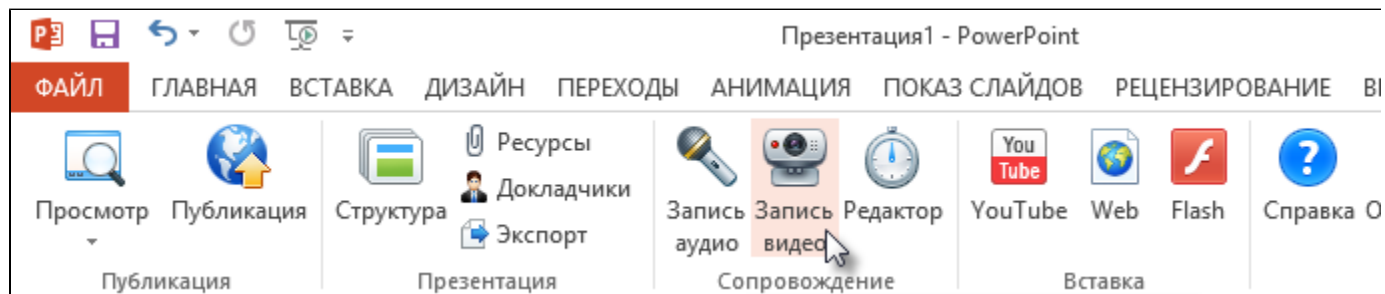 Презентация1 - PowerPoint
ФАЙЛ ГЛАВНАЯ ВСТАВКА ДИЗАЙН ПЕРЕХОДЫ АНИМАЦИЯ ПОКАЗ СЛАЙДОВ РЕЦЕНЗИРОВАНИЕ
Просмотр
Публикация
Публикация
Структура
Ресурсы
Докладчики
Экспорт
Презентация
Запись
аудио
Запись
видео
Редактор
Сопровождение
You
Tube
YouTube
Web
Flash
Вставка
Справка